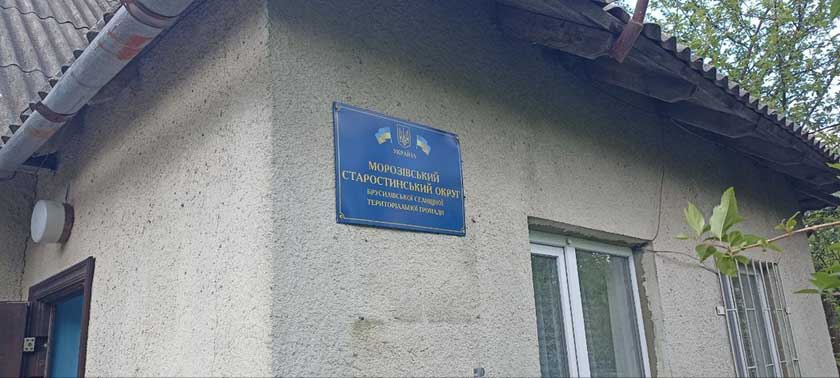 УКРАЇНА
МОРОЗІВСЬКИЙ
СТАРОСТИНСЬКИЙ ОКРУГ
БРУСИЛІВСЬКОЇ СЕЛИЩНОЇ
ТЕРИТОРІАЛЬНОЇ ГРОМАДИ